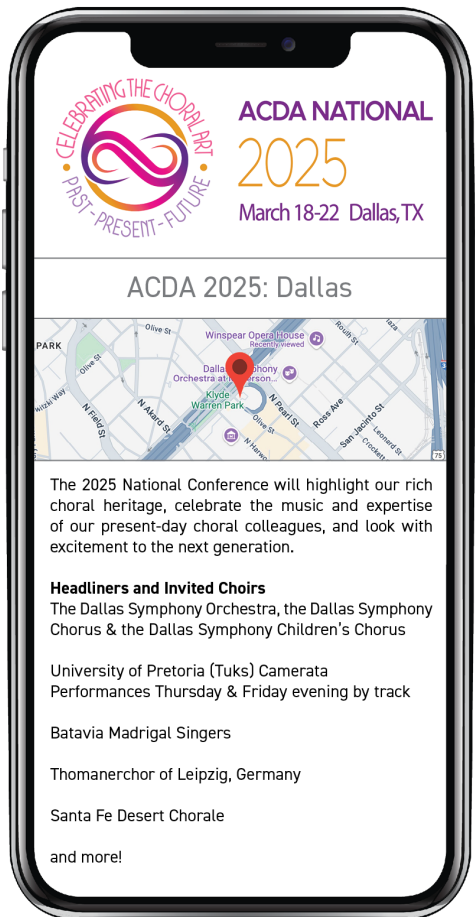 CELEBRATING THE CHORAL ART
PAST - PRESENT - FUTURE
ACDA NATIONAL
2025
March 18-22 Dallas, TX
ACDA 2025: Dallas
PARK
Olive St
Winspear Opera House
Recently viewed
Routh St
Olive St
Orchestra at
Klyde
Warren Park
N Field St
N Akard St
N Pearl St
Olive St
Ross Ave
San Jacinto St
Leonard St
75
The 2025 National Conference will highlight our rich
choral heritage, celebrate the music and expertise
of our present-day choral colleagues, and look with
excitement to the next generation.
Headliners and Invited Choirs
The Dallas Symphony Orchestra, the Dallas Symphony
Chorus & the Dallas Symphony Children's Chorus
University of Pretoria (Tuks) Camerata
Performances Thursday & Friday evening by track
Batavia Madrigal Singers
Thomanerchor of Leipzig, Germany
Santa Fe Desert Chorale
and more!